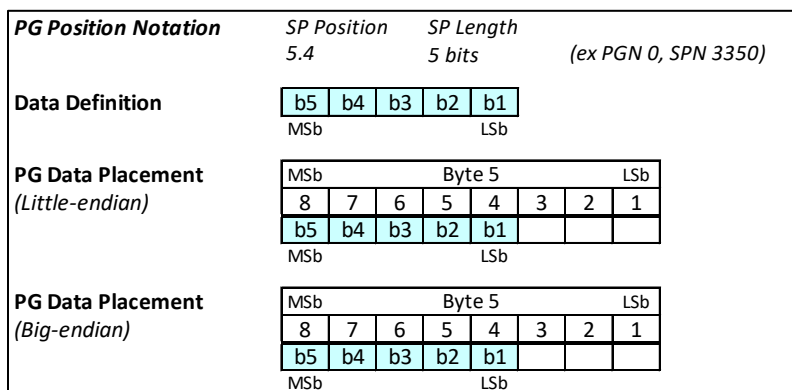 PG Position Notation SP Position SP Length
5.4 5 bits (ex PGN 0, SPN 3350)
Data Definition b5 b4 b3 b2 b1
MSb LSb
PG Data Placement MSb Byte 5 LSb
(Little-endian) 8 7 6 5 4 3 2 1
b5 b4 b3 b2 b1
MSb LSb
PG Data Placement MSb Byte 5 LSb
(Big-endian) 8 7 6 5 4 3 2 1
b5 b4 b3 b2 b1
MSb LSb